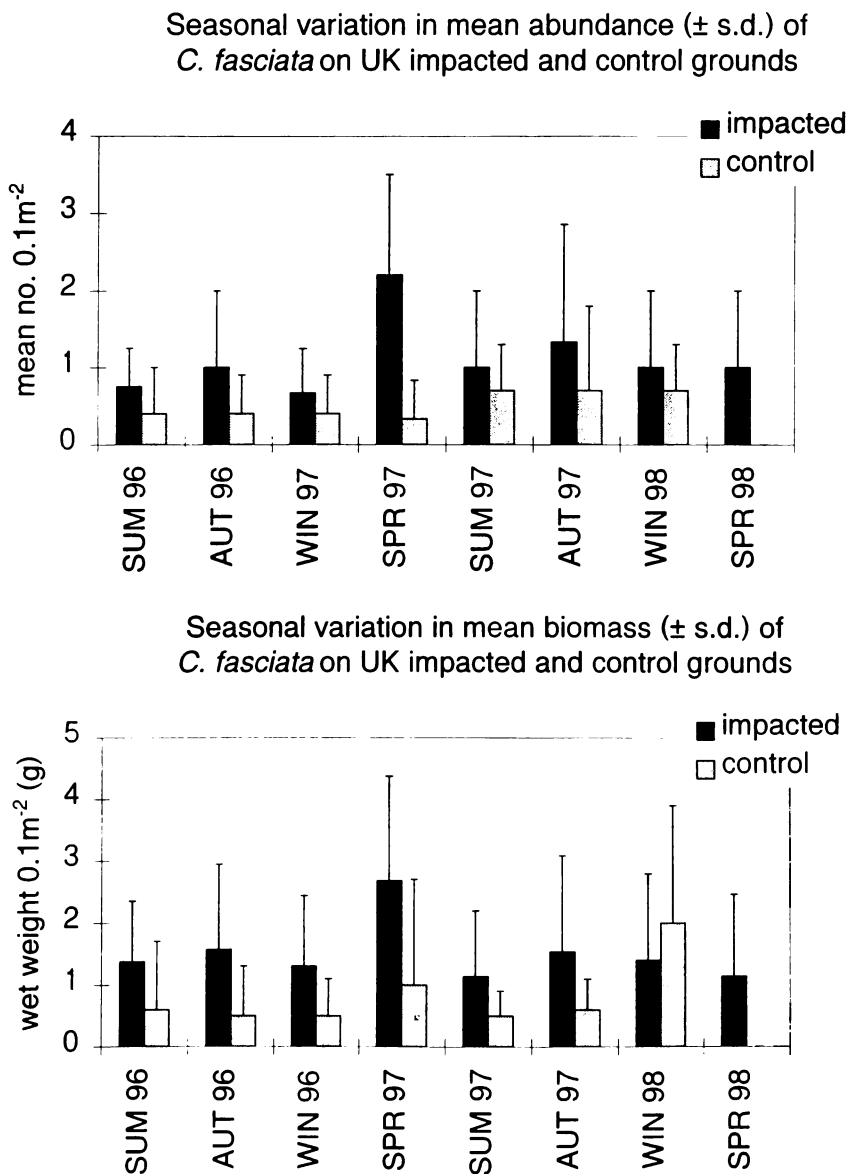 Seasonal variation in mean abundance (± s.d.) of
C. fasciata on UK impacted and control grounds
impacted
control
mean no. 0.1m-2
4
3
2
1
0
SUM 96
AUT 96
WIN 97
SPR 97
SUM 97
AUT 97
WIN 98
SPR 98
Seasonal variation in mean biomass (± s.d.) of
C. fasciata on UK impacted and control grounds
impacted
control
wet weight 0.1m-2 (g)
5
4
3
2
1
0
SUM 96
AUT 96
WIN 96
SPR 97
SUM 97
AUT 97
WIN 98
SPR 98